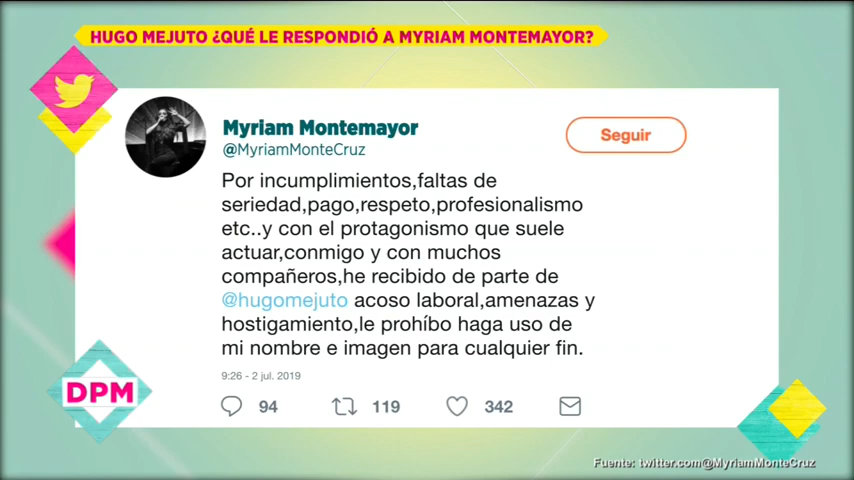 HUGO MEJUTO ¿QUÉ LE RESPONDIÓ A MYRIAM MONTEMAYOR?
Myriam Montemayor
@MyriamMonteCruz
Seguir
Por incumplimientos,faltas de
seriedad,pago,respeto,profesionalismo
etc..y con el protagonismo que suele
actuar,conmigo y con muchos
compañeros,he recibido de parte de
@hugomejuto acoso laboral,amenazas y
hostigamiento,le prohíbo haga uso de
mi nombre e imagen para cualquier fin.
9:26 - 2 jul. 2019
94 119 342
DPM
Fuente: twitter.com@MyriamMonteCruz